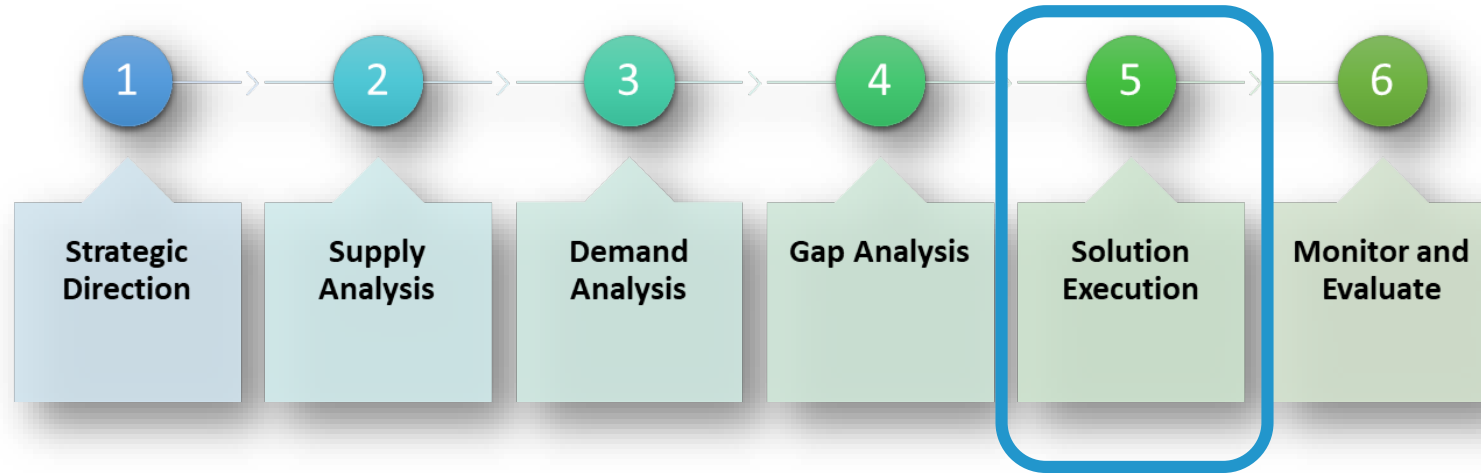 1
2
3
4
5
6
Strategic
Direction
Supply
Analysis
Demand
Analysis
Gap Analysis
Solution
Execution
Monitor and
Evaluate